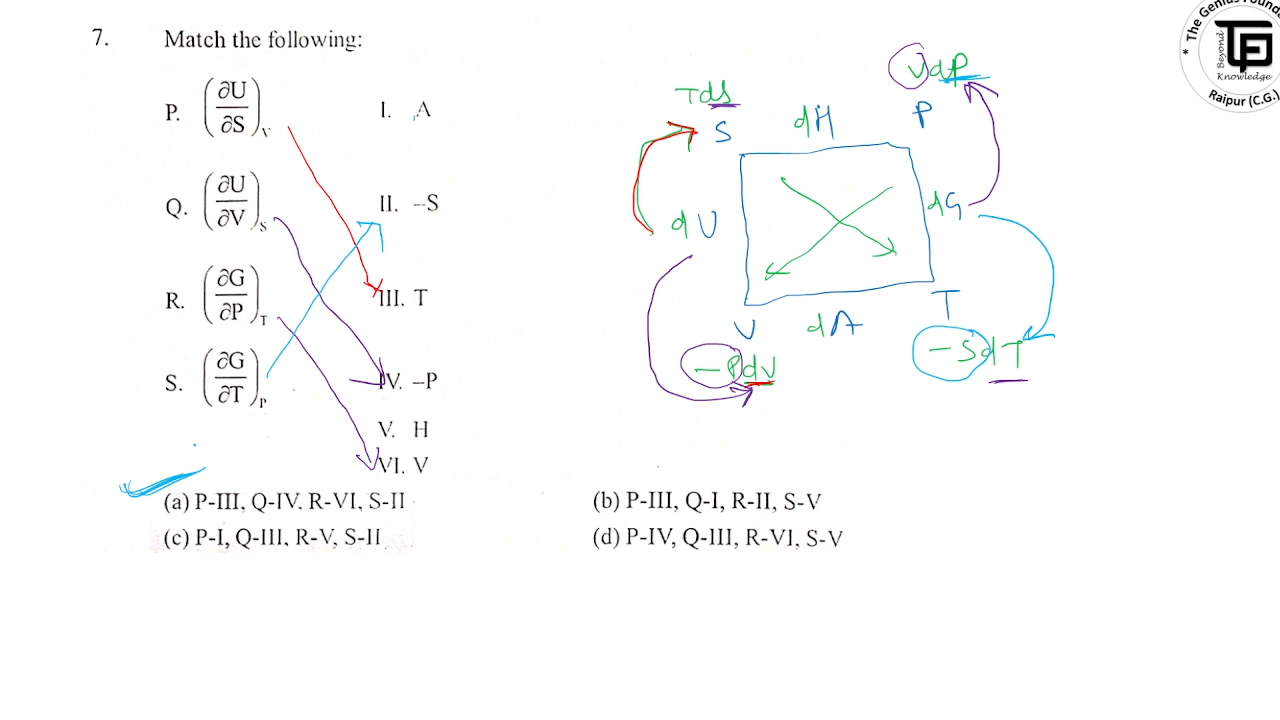 7. Match the following:
P. (∂U/∂S)V I. A
Q. (∂U/∂V)S II. –S
R. (∂G/∂P)T III. T
S. (∂G/∂T)P IV. –P
V. H
VI. V
(a) P-III, Q-IV. R-VI, S-II (b) P-III, Q-I, R-II, S-V
(c) P-I, Q-III, R-V, S-II (d) P-IV, Q-III, R-VI, S-V
VdP
Tds
S dH P
dU dG
V dA T
-PdV -SdT
* The Genius Found
Beyond
Knowledge
Raipur (C.G.)